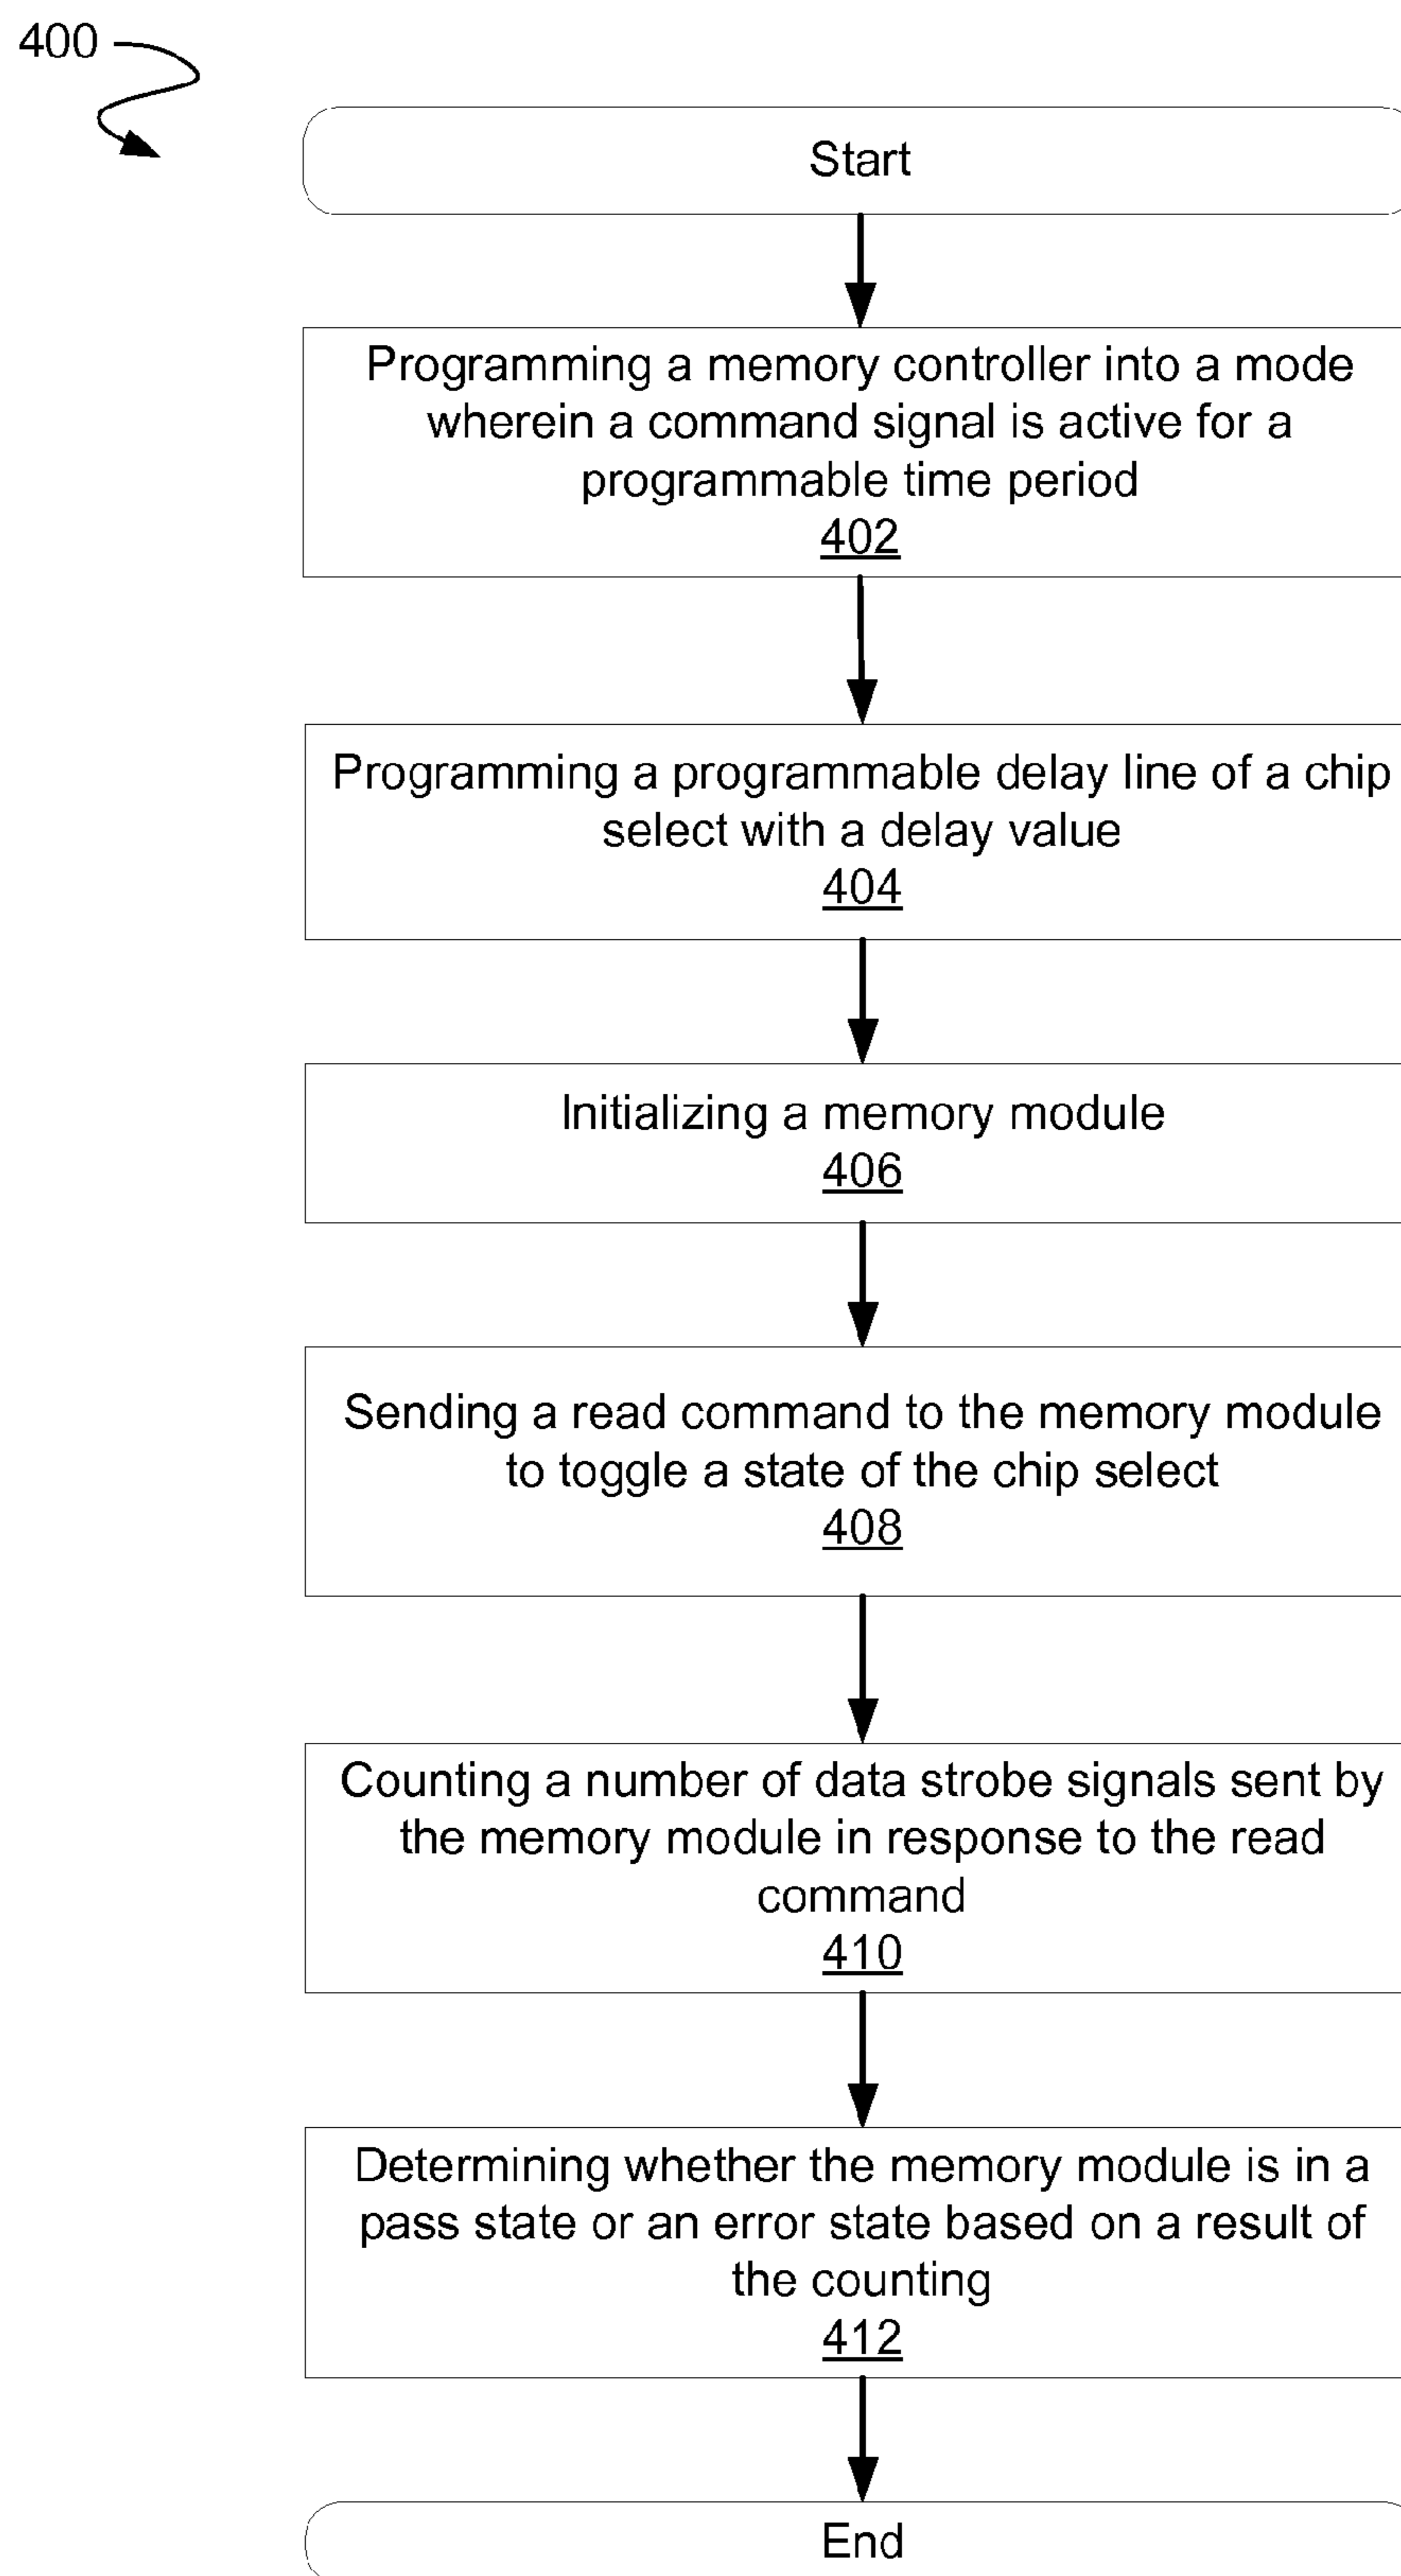 400
Start
Programming a memory controller into a mode
wherein a command signal is active for a
programmable time period
402
Programming a programmable delay line of a chip
select with a delay value
404
Initializing a memory module
406
Sending a read command to the memory module
to toggle a state of the chip select
408
Counting a number of data strobe signals sent by
the memory module in response to the read
command
410
Determining whether the memory module is in a
pass state or an error state based on a result of
the counting
412
End